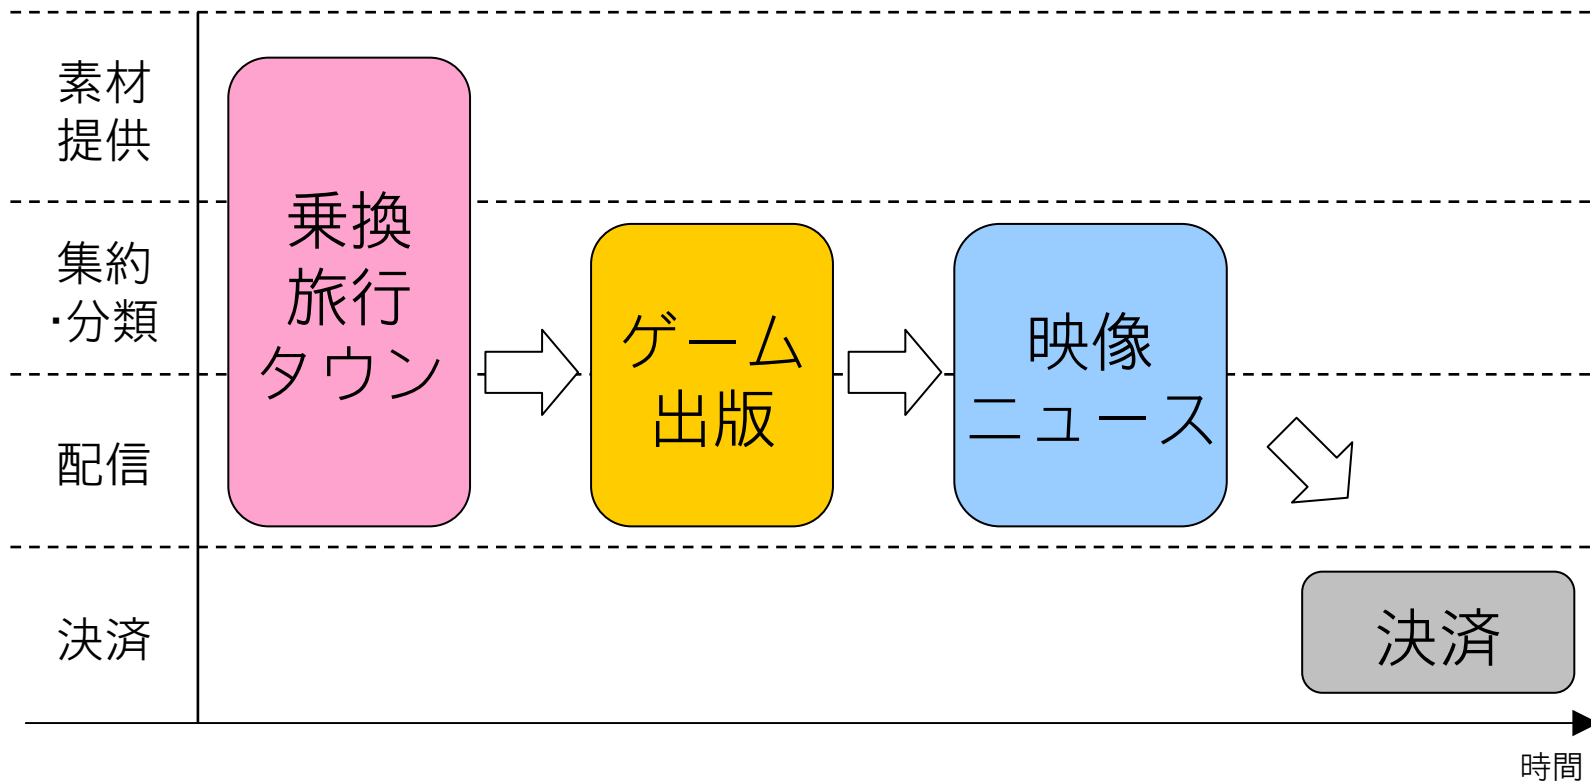 素材
提供
集約
・分類
配信
決済
乗換
旅行
タウン
ゲーム
出版
映像
ニュース
決済
時間